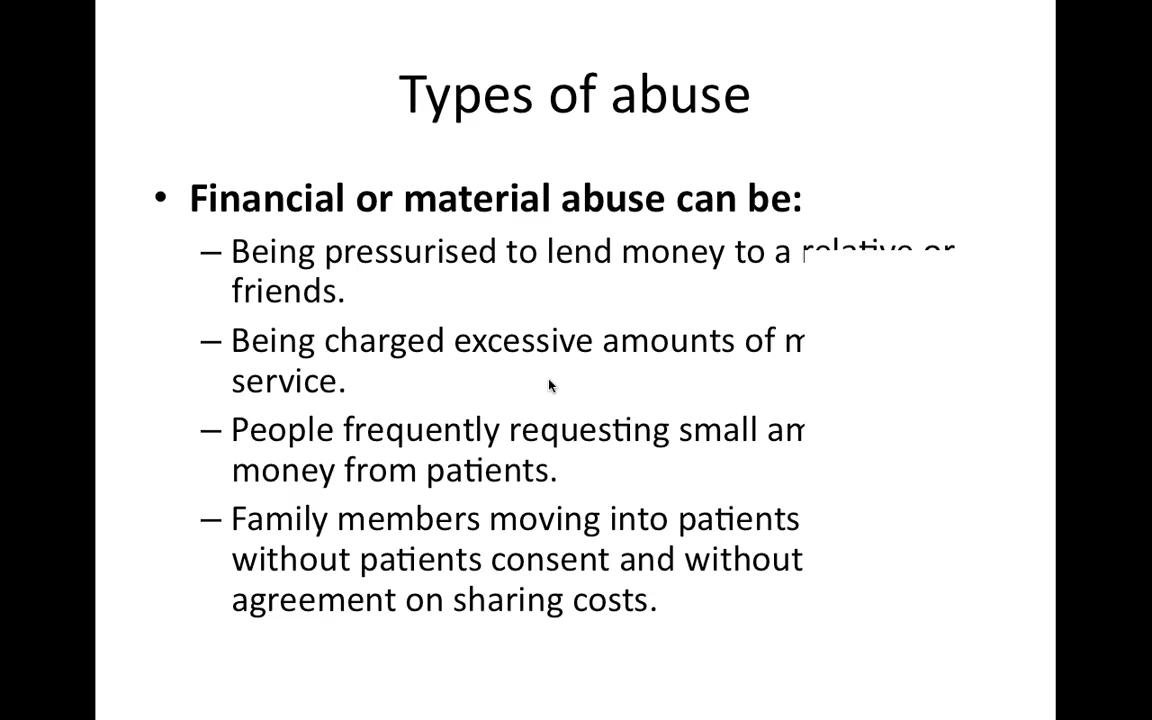 Types of abuse
• Financial or material abuse can be:
– Being pressurised to lend money to a relative or
friends.
– Being charged excessive amounts of
service.
– People frequently requesting small
money from patients.
– Family members moving into patients
without patients consent and without
agreement on sharing costs.